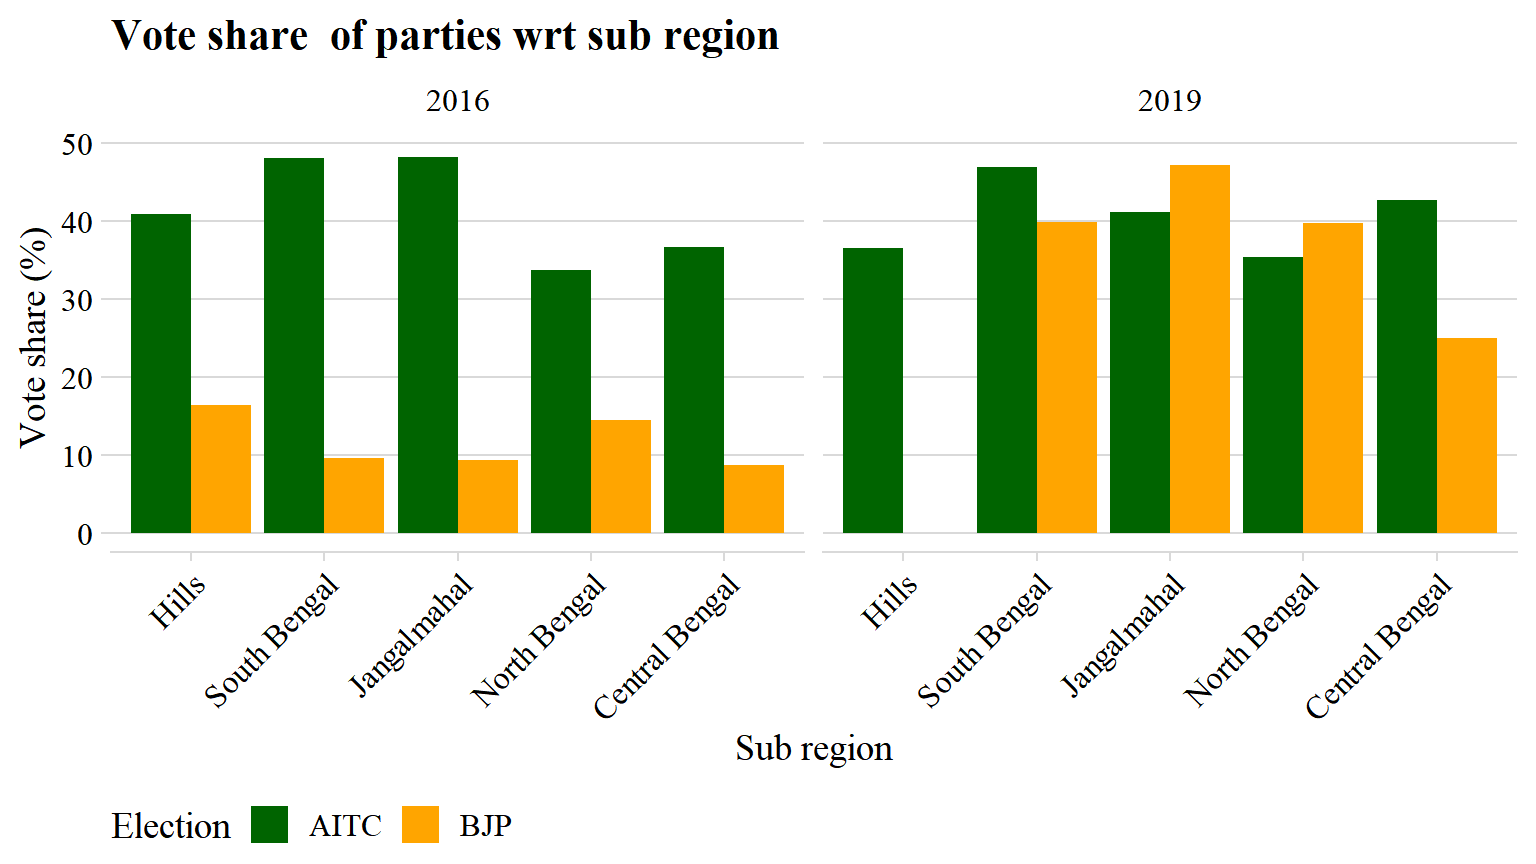 Vote share  of parties wrt sub region
2016
2019
50
40
30
20
10
0
Vote share (%)
Hills
South Bengal
Jangalmahal
North Bengal
Central Bengal
Hills
South Bengal
Jangalmahal
North Bengal
Central Bengal
Sub region
Election AITC BJP